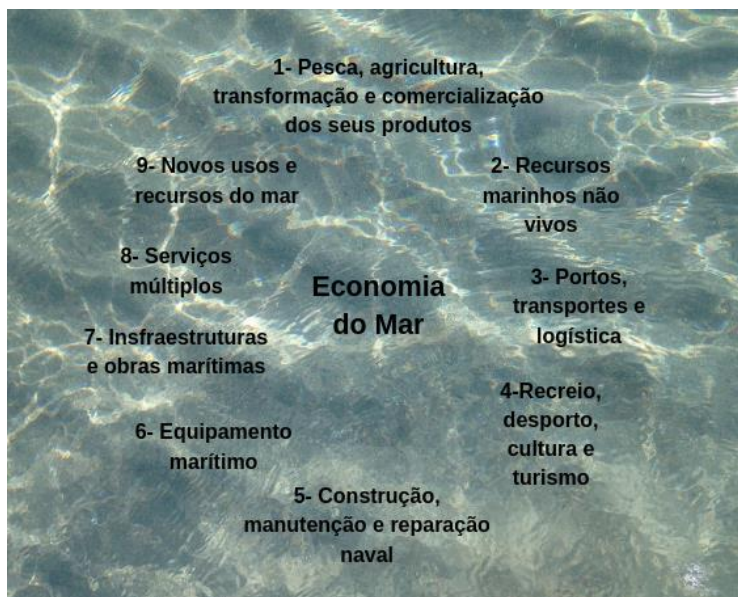 1- Pesca, agricultura,
transformação e comercialização
dos seus produtos
9- Novos usos e
recursos do mar
2- Recursos
marinhos não
vivos
8- Serviços
múltiplos
Economia
do Mar
3- Portos,
transportes e
logística
7- Insfraestruturas
e obras marítimas
4-Recreio,
desporto,
cultura e
turismo
6- Equipamento
marítimo
5- Construção,
manutenção e reparação
naval